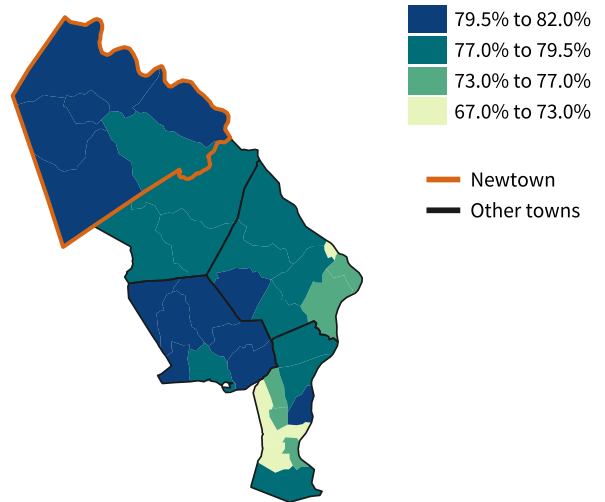 79.5% to 82.0%
77.0% to 79.5%
73.0% to 77.0%
67.0% to 73.0%
Newtown
Other towns